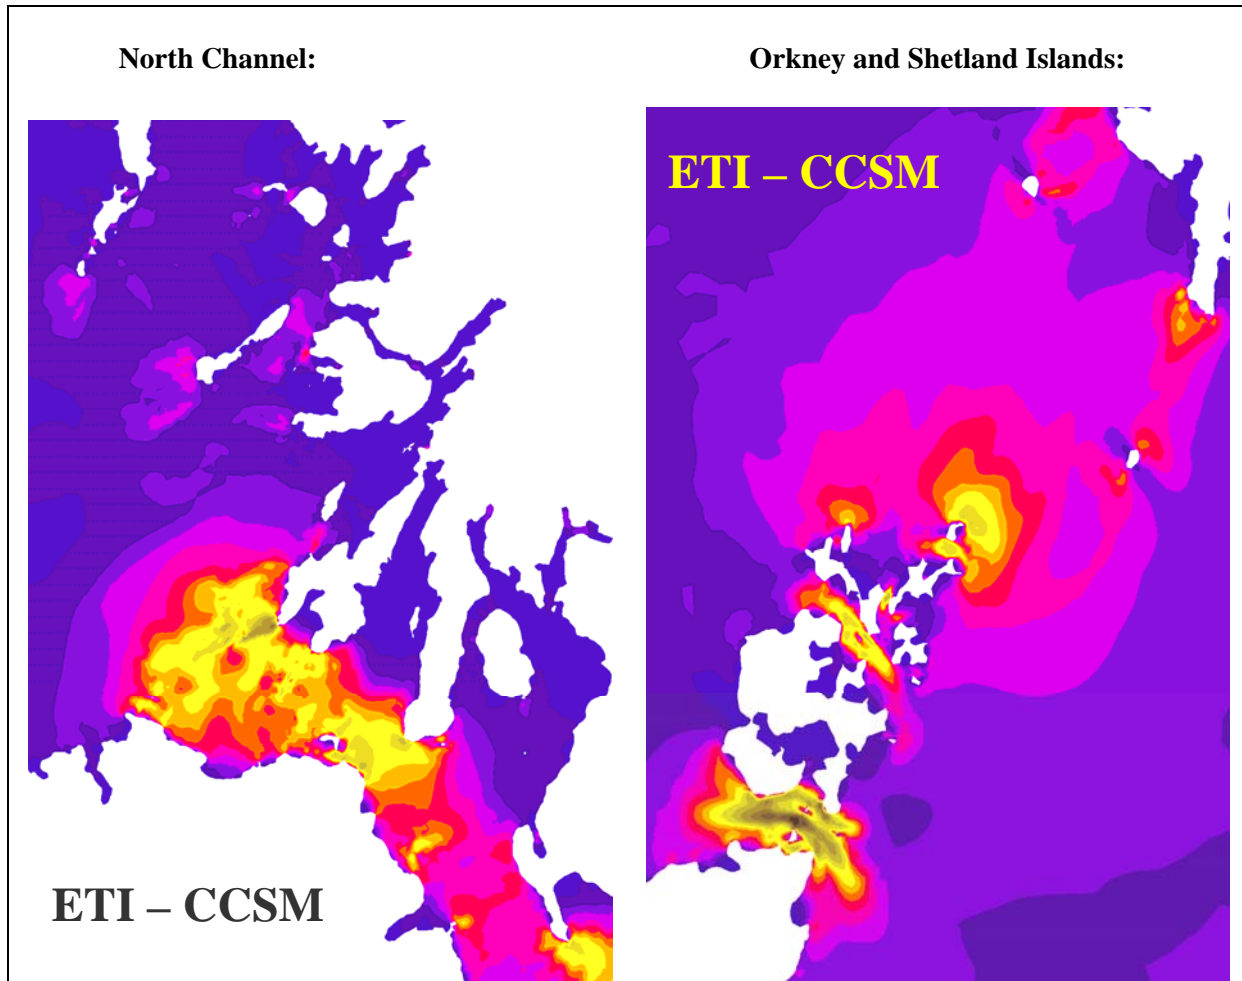 North Channel:
Orkney and Shetland Islands:
ETI – CCSM
ETI – CCSM